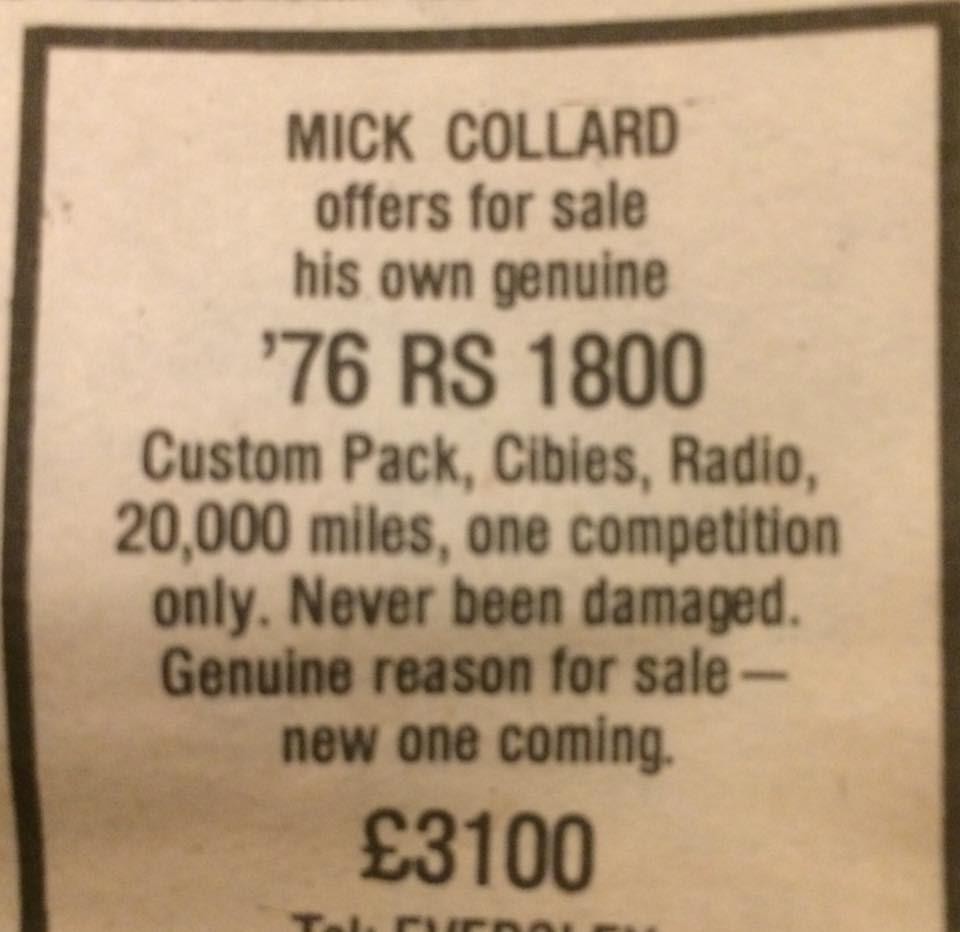 MICK COLLARD
offers for sale
his own genuine
'76 RS 1800
Custom Pack, Cibies, Radio,
20,000 miles, one competition
only. Never been damaged.
Genuine reason for sale —
new one coming.
£3100
Tel: